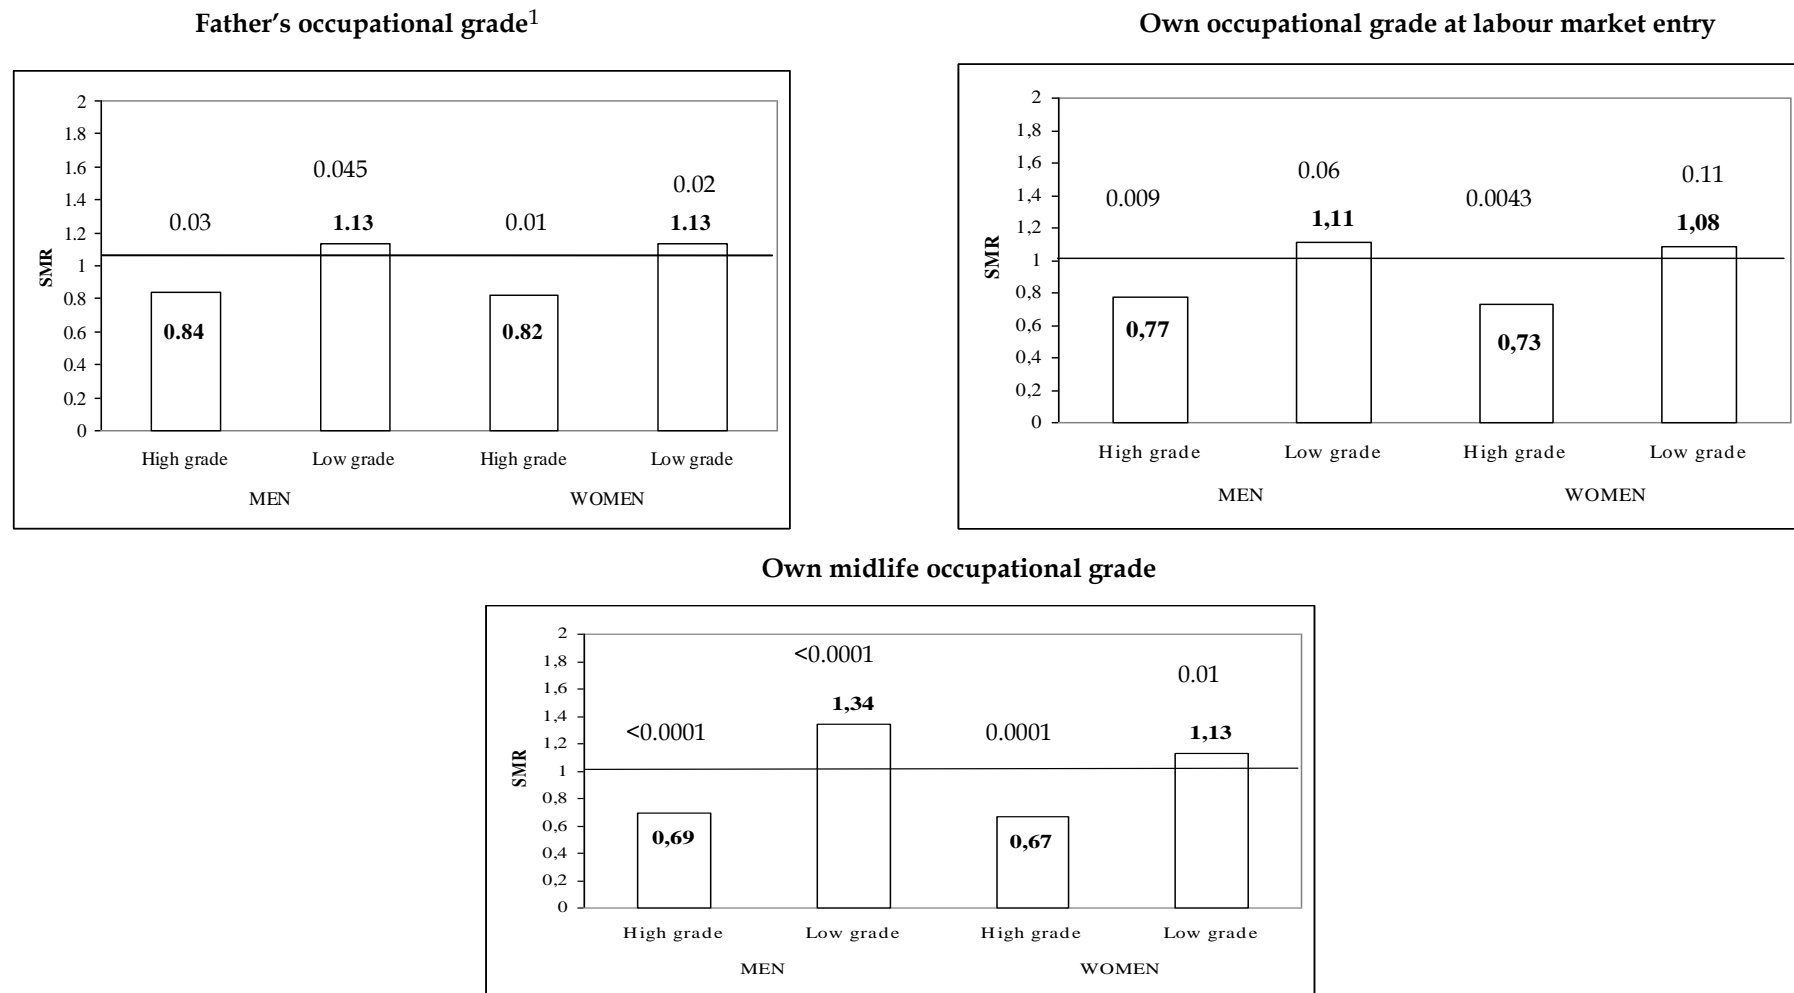 Father's occupational grade1
2
1.8
1.6
1.4
1.2
1
0.8
0.6
0.4
0.2
0
SMR
0.03
0.045
0.01
0.02
0.84
1.13
0.82
1.13
High grade
Low grade
High grade
Low grade
MEN
WOMEN
Own occupational grade at labour market entry
2
1,8
1,6
1,4
1,2
1
0,8
0,6
0,4
0,2
0
SMR
0.009
0.06
0.0043
0.11
0,77
1,11
0,73
1,08
High grade
Low grade
High grade
Low grade
MEN
WOMEN
Own midlife occupational grade
2
1,8
1,6
1,4
1,2
1
0,8
0,6
0,4
0,2
0
SMR
<0.0001
<0.0001
0.0001
0.01
0,69
1,34
0,67
1,13
High grade
Low grade
High grade
Low grade
MEN
WOMEN